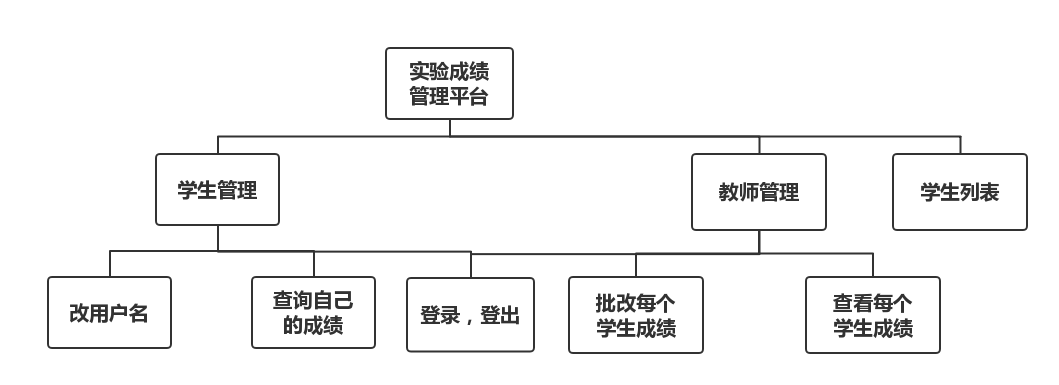 实验成绩
管理平台
学生管理
教师管理
学生列表
改用户名
查询自己
的成绩
登录，登出
批改每个
学生成绩
查看每个
学生成绩